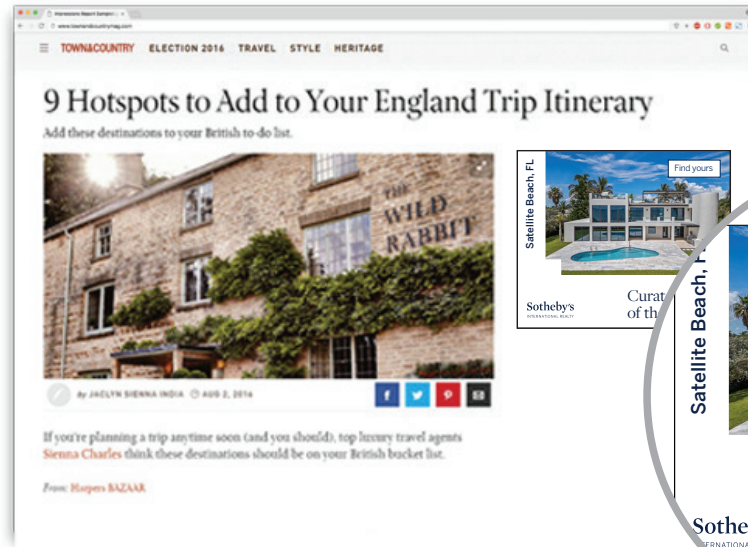 www.townandcountrymag.com
TOWN&COUNTRY ELECTION 2016 TRAVEL STYLE HERITAGE
9 Hotspots to Add to Your England Trip Itinerary
Add these destinations to your British to-do list.
THE
WILD
RABBIT
By JACLYN SIENNA INDIA AUG 2, 2016
If you're planning a trip anytime soon (and you should), top luxury travel agents
Sienna Charles think these destinations should be on your British bucket list.
From: Harpers BAZAAR
Satellite Beach, FL
Find yours
Sotheby's
INTERNATIONAL REALTY
Curat
of th
Satellite Beach, F
Sothe
ERNATIONA